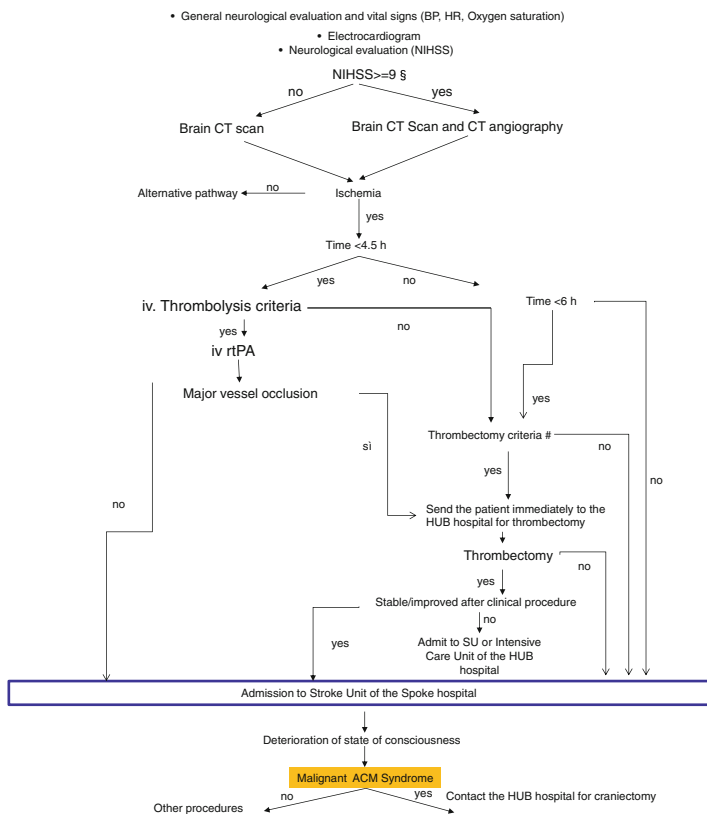 • General neurological evaluation and vital signs (BP, HR, Oxygen saturation)
• Electrocardiogram
• Neurological evaluation (NIHSS)
NIHSS>=9 §
no
yes
Brain CT scan
Brain CT Scan and CT angiography
Alternative pathway
no
Ischemia
yes
Time <4.5 h
yes
no
iv. Thrombolysis criteria
Time <6 h
yes
no
iv rtPA
Major vessel occlusion
yes
Thrombectomy criteria #
no
sì
yes
no
no
Send the patient immediately to the
HUB hospital for thrombectomy
Thrombectomy
no
yes
Stable/improved after clinical procedure
no
yes
Admit to SU or Intensive
Care Unit of the HUB
hospital
Admission to Stroke Unit of the Spoke hospital
Deterioration of state of consciousness
Malignant ACM Syndrome
no
yes
Contact the HUB hospital for craniectomy
Other procedures